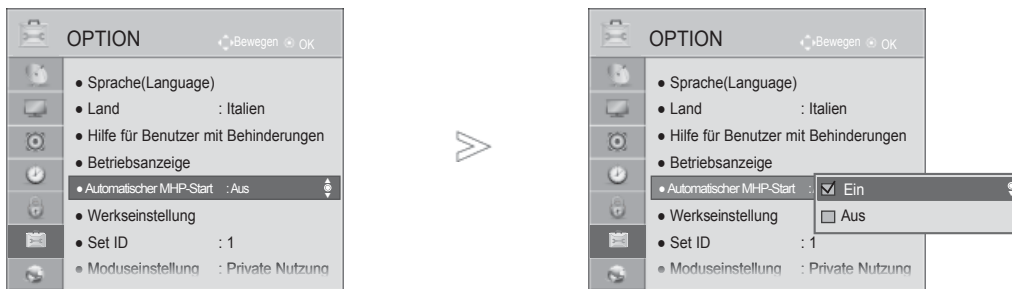 OPTION
Bewegen OK
● Sprache(Language)
● Land : Italien
● Hilfe für Benutzer mit Behinderungen
● Betriebsanzeige
● Automatischer MHP-Start : Aus
● Werkseinstellung
● Set ID : 1
● Moduseinstellung : Private Nutzung
OPTION
Bewegen OK
● Sprache(Language)
● Land : Italien
● Hilfe für Benutzer mit Behinderungen
● Betriebsanzeige
● Automatischer MHP-Start :
Ein
● Werkseinstellung
Aus
● Set ID : 1
● Moduseinstellung : Private Nutzung